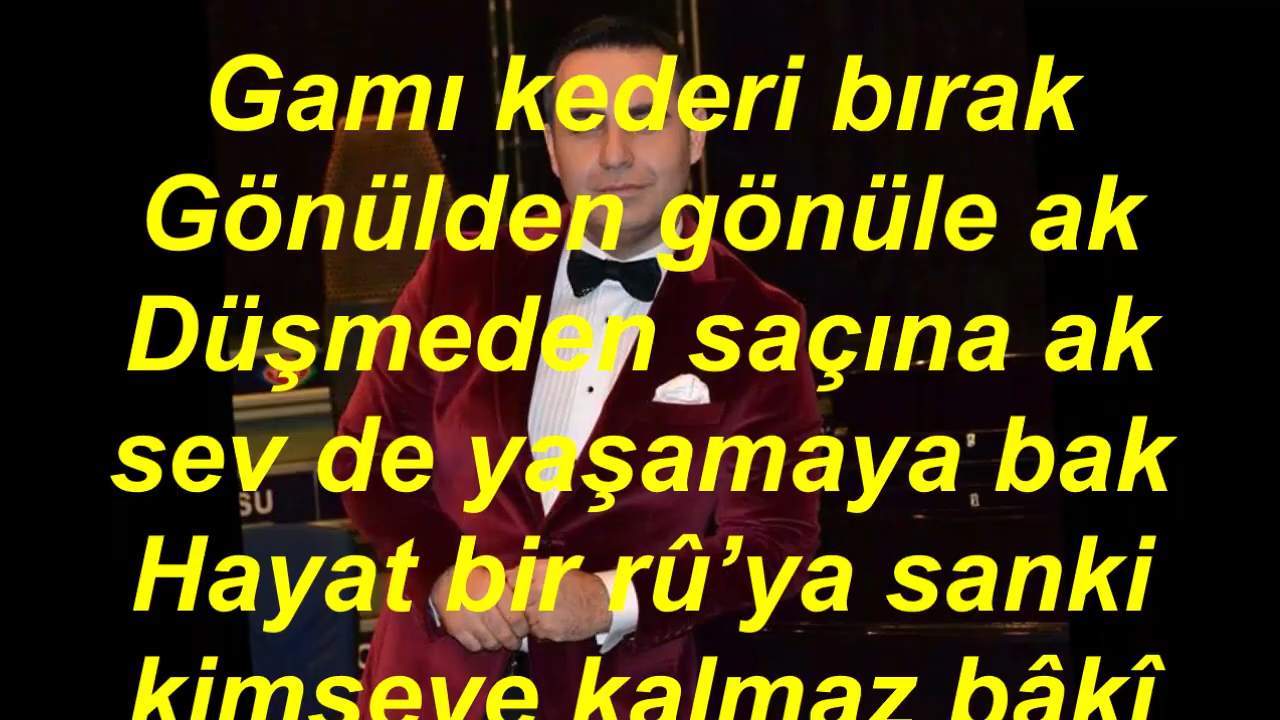 Gamı kederi bırak
Gönülden gönüle ak
Düşmeden saçına ak
sev de yaşamaya bak
SU
Hayat bir rû’ya sanki
kimseye kalmaz bâkî